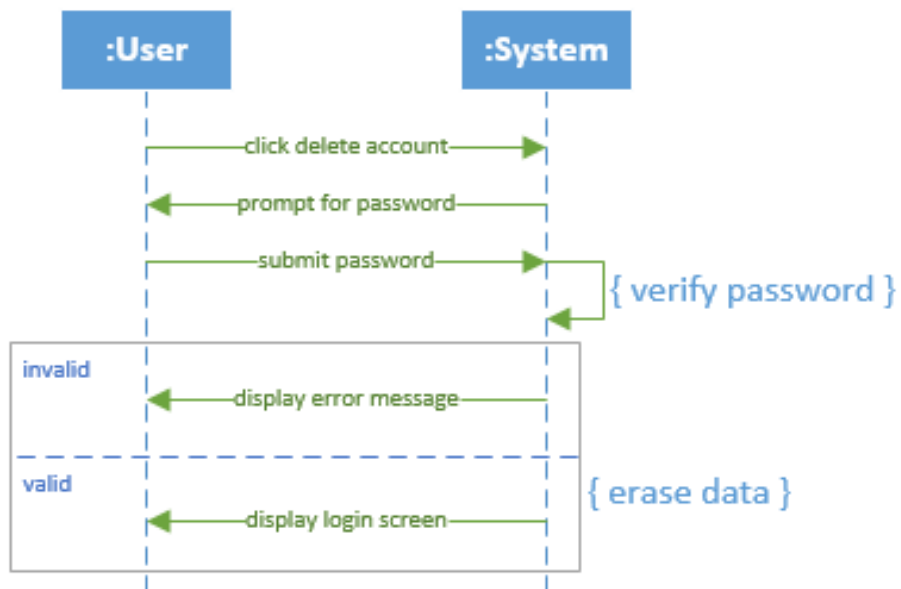 :User
:System
click delete account
prompt for password
submit password
{ verify password }
invalid
display error message
valid
{ erase data }
display login screen